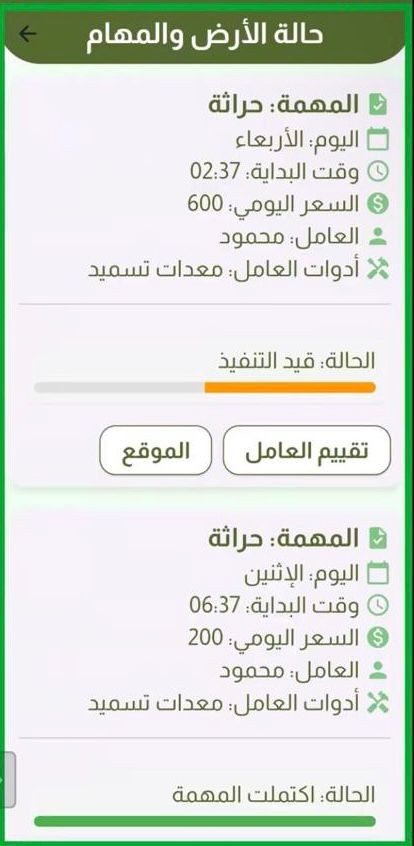 حالة الأرض والمهام
المهمة: حراثة
اليوم: الأربعاء
وقت البداية: 02:37
السعر اليومي: 600
العامل: محمود
أدوات العامل: معدات تسميد
الحالة: قيد التنفيذ
تقييم العامل
الموقع
المهمة: حراثة
اليوم: الإثنين
وقت البداية: 06:37
السعر اليومي: 200
العامل: محمود
أدوات العامل: معدات تسميد
الحالة: اكتملت المهمة